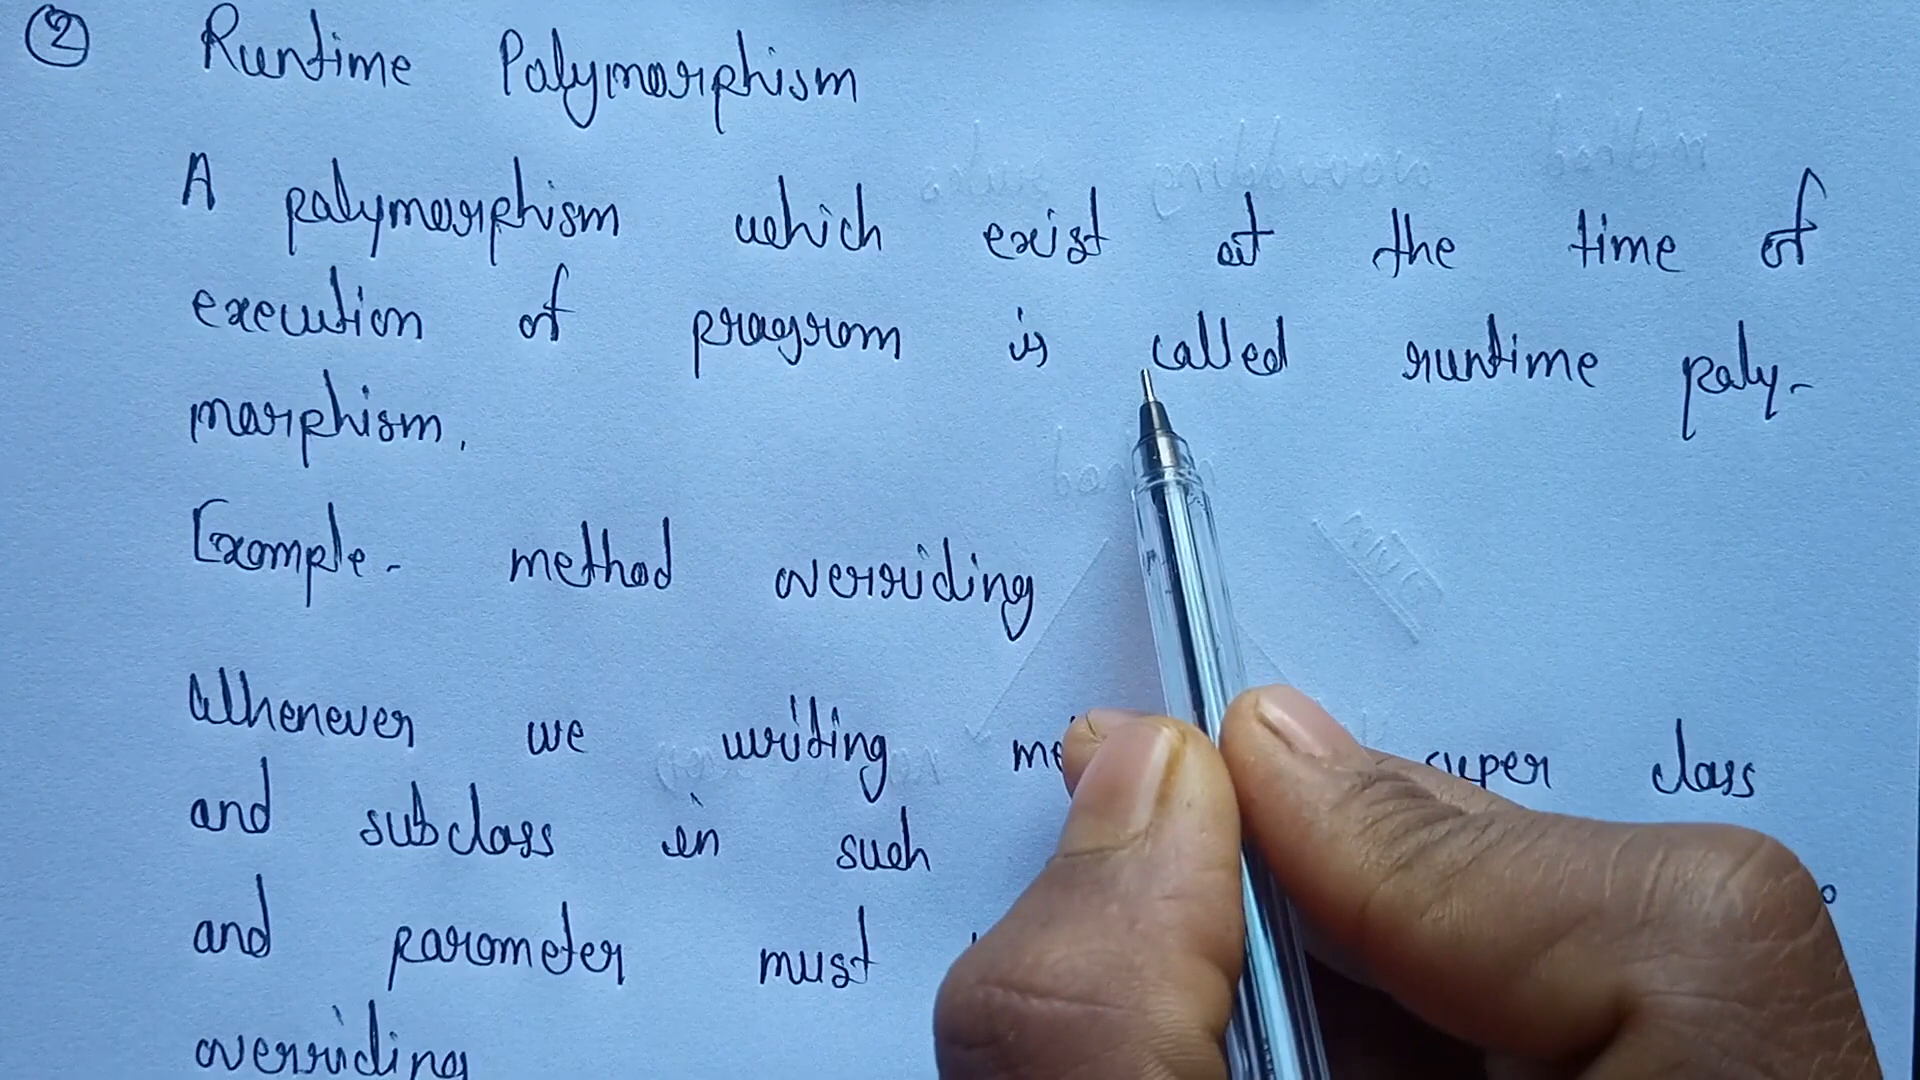 2 Runtime Polymorphism
A polymorphism which exist at the time of
execution of program is called runtime poly-
morphism.
Example - method overriding
Whenever we writing super class
and subclass in such
and parameter must
overriding